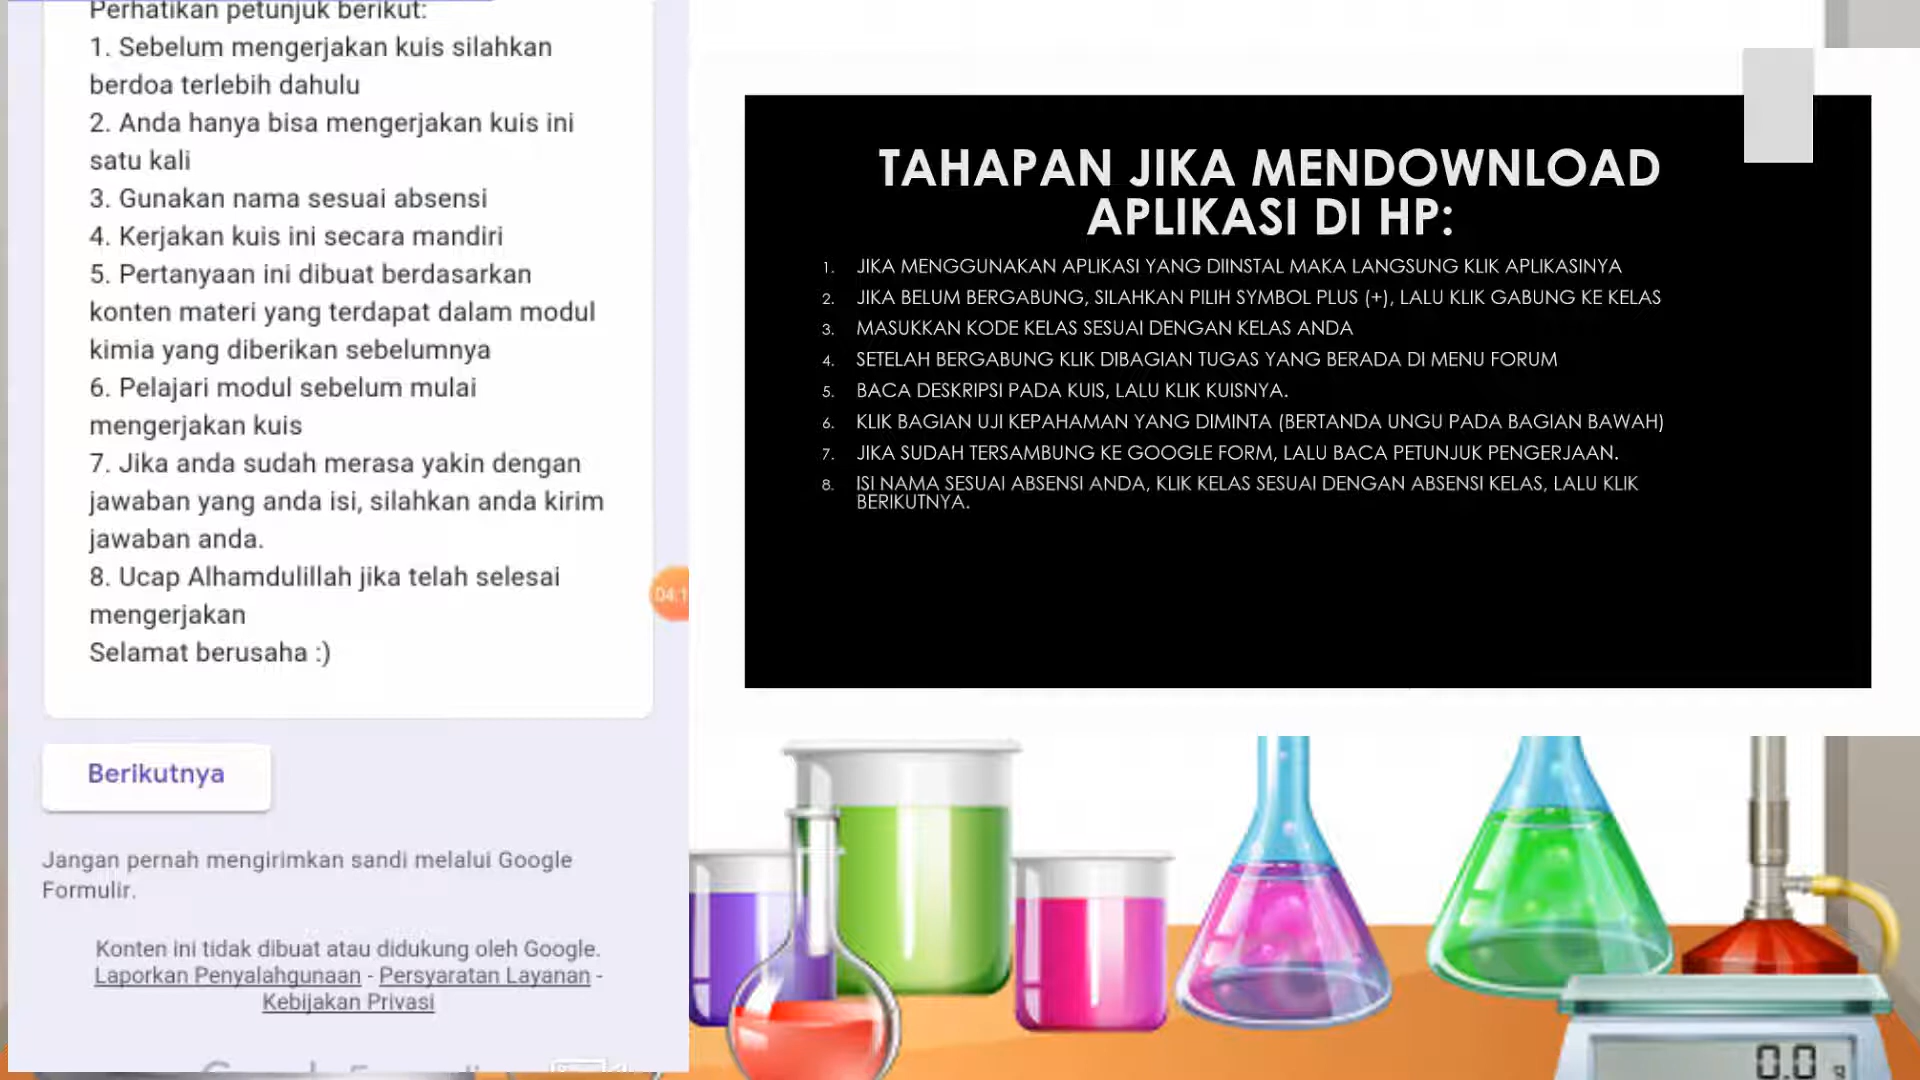 Perhatikan petunjuk berikut:
1. Sebelum mengerjakan kuis silahkan
berdoa terlebih dahulu
2. Anda hanya bisa mengerjakan kuis ini
satu kali
3. Gunakan nama sesuai absensi
4. Kerjakan kuis ini secara mandiri
5. Pertanyaan ini dibuat berdasarkan
konten materi yang terdapat dalam modul
kimia yang diberikan sebelumnya
6. Pelajari modul sebelum mulai
mengerjakan kuis
7. Jika anda sudah merasa yakin dengan
jawaban yang anda isi, silahkan anda kirim
jawaban anda.
8. Ucap Alhamdulillah jika telah selesai
mengerjakan
Selamat berusaha :)
04:1
Berikutnya
Jangan pernah mengirimkan sandi melalui Google
Formulir.
Konten ini tidak dibuat atau didukung oleh Google.
Laporkan Penyalahgunaan - Persyaratan Layanan -
Kebijakan Privasi
TAHAPAN JIKA MENDOWNLOAD
APLIKASI DI HP:
1. JIKA MENGGUNAKAN APLIKASI YANG DIINSTAL MAKA LANGSUNG KLIK APLIKASINYA
2. JIKA BELUM BERGABUNG, SILAHKAN PILIH SYMBOL PLUS (+), LALU KLIK GABUNG KE KELAS
3. MASUKKAN KODE KELAS SESUAI DENGAN KELAS ANDA
4. SETELAH BERGABUNG KLIK DIBAGIAN TUGAS YANG BERADA DI MENU FORUM
5. BACA DESKRIPSI PADA KUIS, LALU KLIK KUISNYA.
6. KLIK BAGIAN UJI KEPAHAMAN YANG DIMINTA (BERTANDA UNGU PADA BAGIAN BAWAH)
7. JIKA SUDAH TERSAMBUNG KE GOOGLE FORM, LALU BACA PETUNJUK PENGERJAAN.
8. ISI NAMA SESUAI ABSENSI ANDA, KLIK KELAS SESUAI DENGAN ABSENSI KELAS, LALU KLIK
BERIKUTNYA.
0.0 g